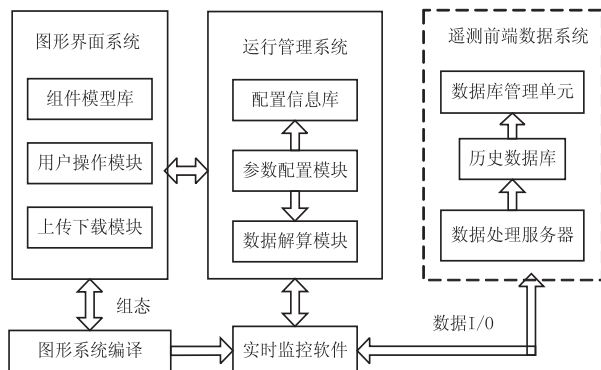 图形界面系统
组件模型库
用户操作模块
上传下载模块
运行管理系统
配置信息库
参数配置模块
数据解算模块
遥测前端数据系统
数据库管理单元
历史数据库
数据处理服务器
组态
数据I/O
图形系统编译
实时监控软件